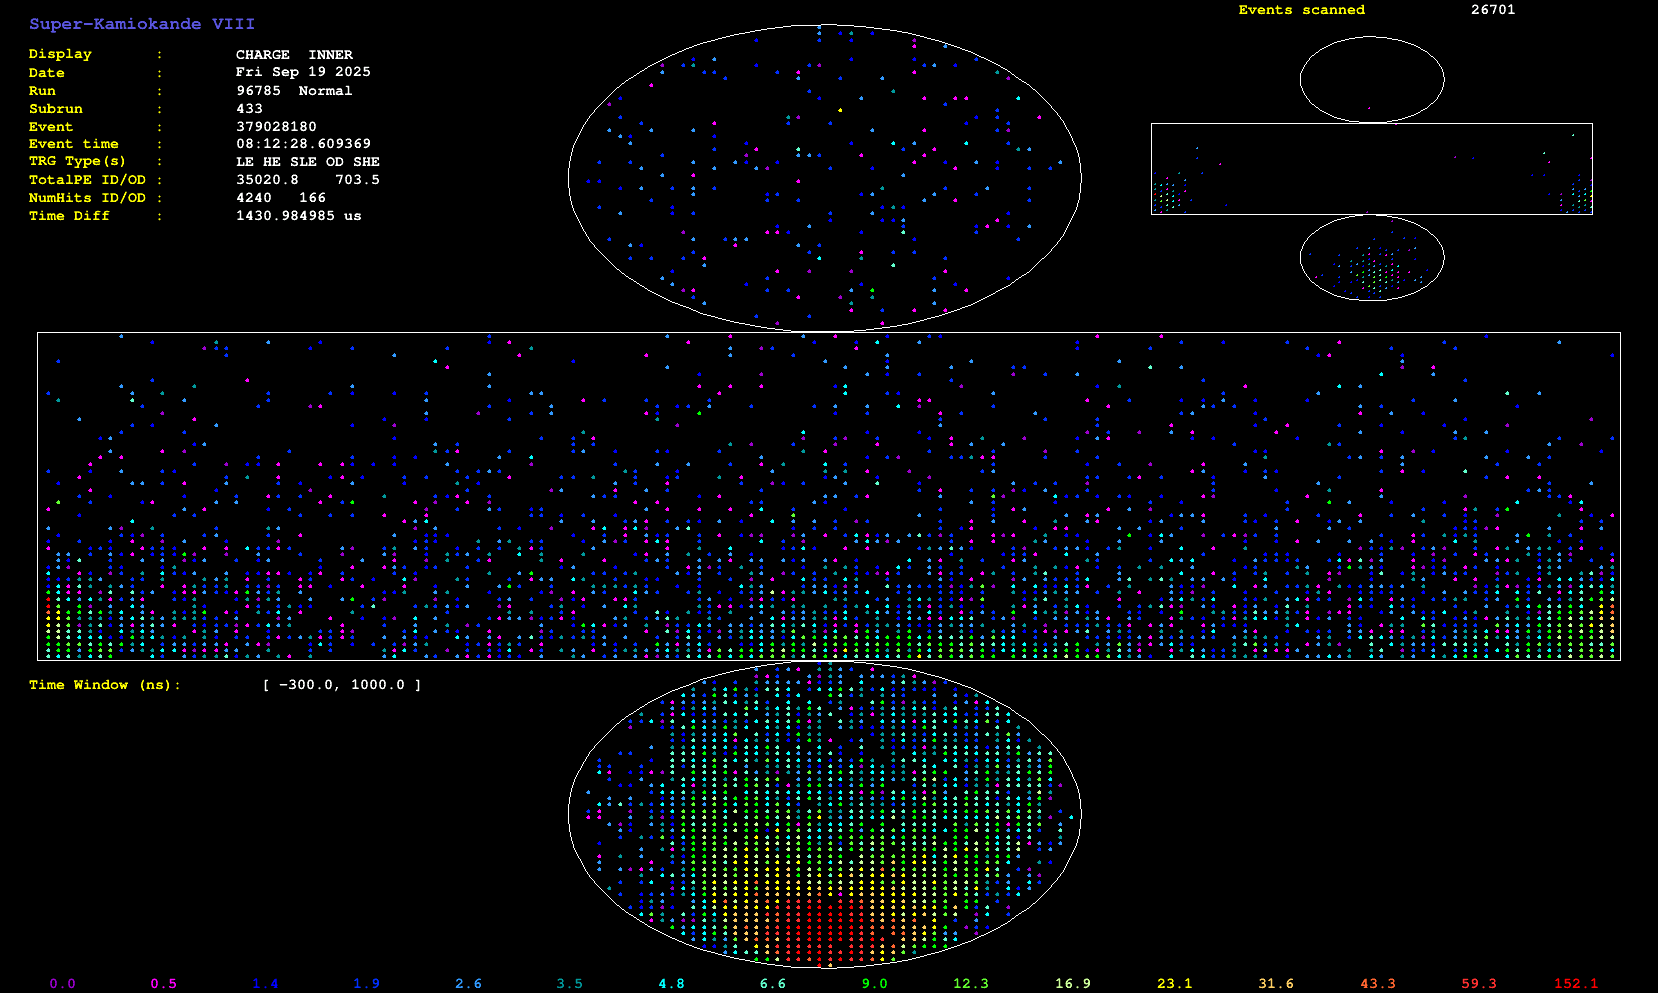 Super-Kamiokande VIII
Events scanned 26701
Display : CHARGE INNER
Date : Fri Sep 19 2025
Run : 96785 Normal
Subrun : 433
Event : 379028180
Event time : 08:12:28.609369
TRG Type(s) : LE HE SLE OD SHE
TotalPE ID/OD : 35020.8 703.5
NumHits ID/OD : 4240 166
Time Diff : 1430.984985 us
Time Window (ns): [ -300.0, 1000.0 ]
0.0 0.5 1.4 1.9 2.6 3.5 4.8 6.6 9.0 12.3 16.9 23.1 31.6 43.3 59.3 152.1